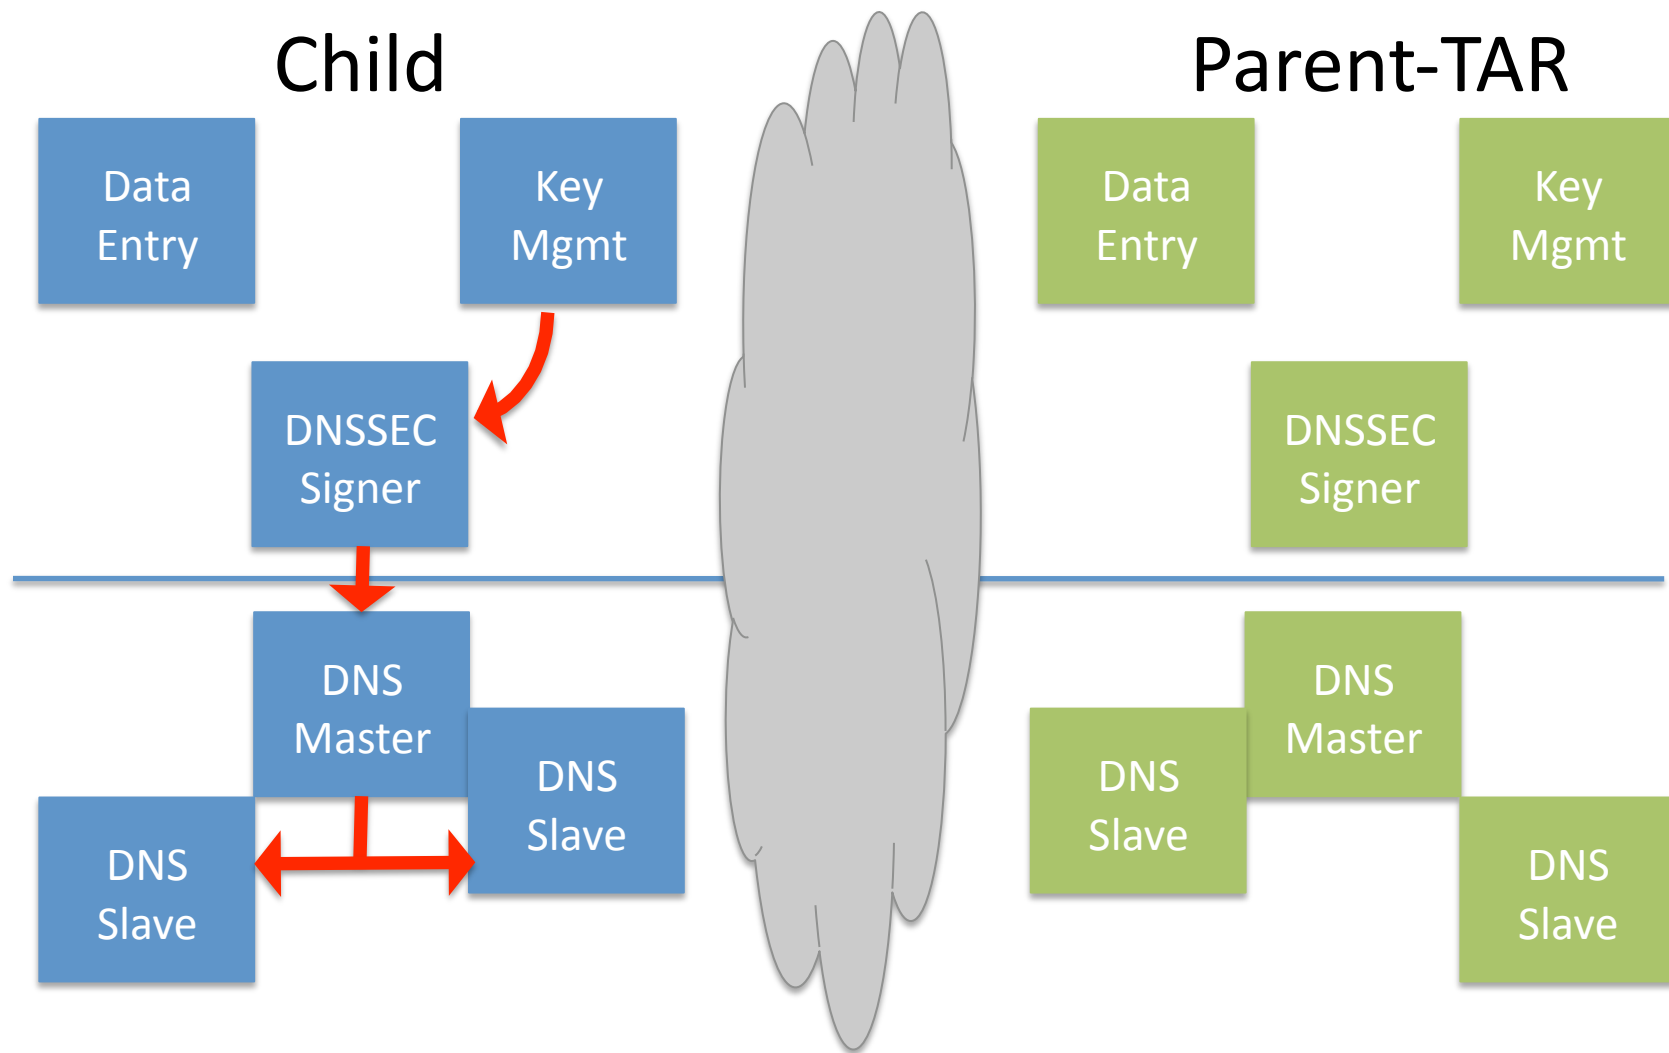 Child
Parent-TAR
Data
Entry
Key
Mgmt
Data
Entry
Key
Mgmt
DNSSEC
Signer
DNSSEC
Signer
DNS
Master
DNS
Slave
DNS
Slave
DNS
Master
DNS
Slave
DNS
Slave